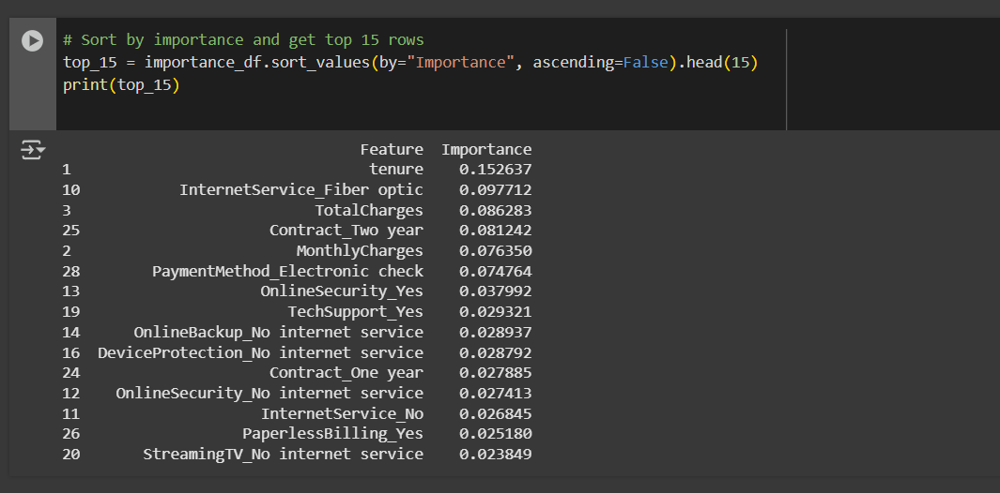 # Sort by importance and get top 15 rows
top_15 = importance_df.sort_values(by="Importance", ascending=False).head(15)
print(top_15)
Feature Importance
1 tenure 0.152637
10 InternetService_Fiber optic 0.097712
3 TotalCharges 0.086283
25 Contract_Two year 0.081242
2 MonthlyCharges 0.076350
28 PaymentMethod_Electronic check 0.074764
13 OnlineSecurity_Yes 0.037992
19 TechSupport_Yes 0.029321
14 OnlineBackup_No internet service 0.028937
16 DeviceProtection_No internet service 0.028792
24 Contract_One year 0.027885
12 OnlineSecurity_No internet service 0.027413
11 InternetService_No 0.026845
26 PaperlessBilling_Yes 0.025180
20 StreamingTV_No internet service 0.023849